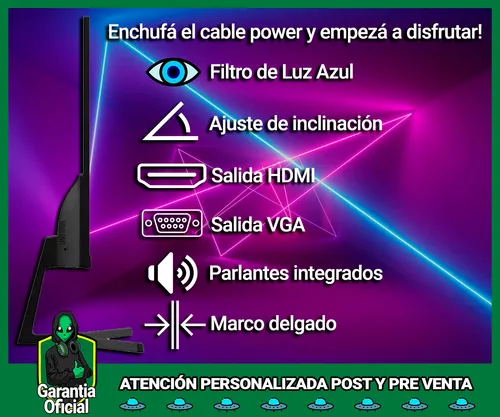 Enchufá el cable power y empezá a disfrutar!
Filtro de Luz Azul
Ajuste de inclinación
Salida HDMI
Salida VGA
Parlantes integrados
Marco delgado
Garantia
Oficial
ATENCIÓN PERSONALIZADA POST Y PRE VENTA